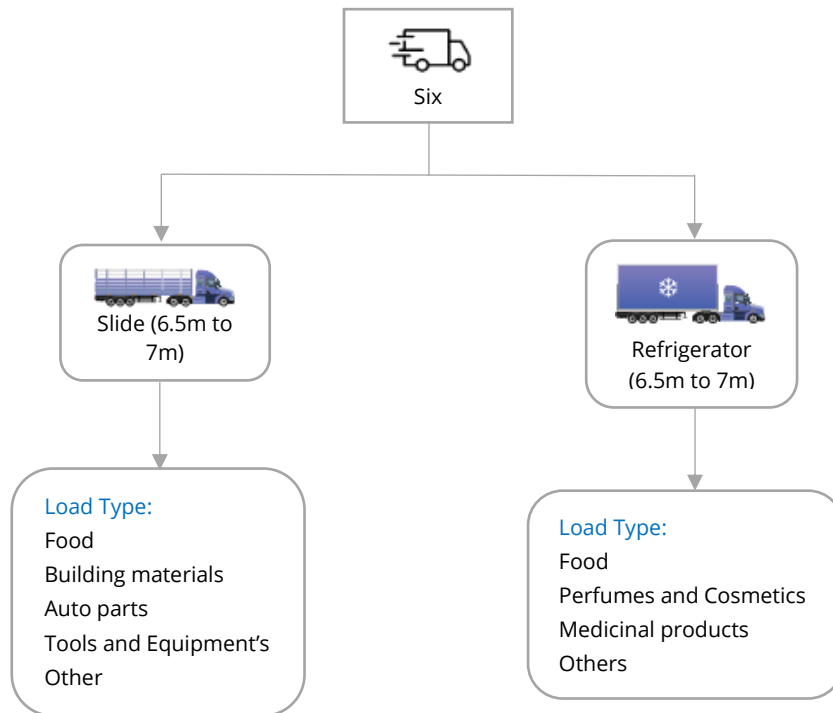 Six
Slide (6.5m to
7m)
Refrigerator
(6.5m to 7m)
Load Type:
Food
Building materials
Auto parts
Tools and Equipment’s
Other
Load Type:
Food
Perfumes and Cosmetics
Medicinal products
Others